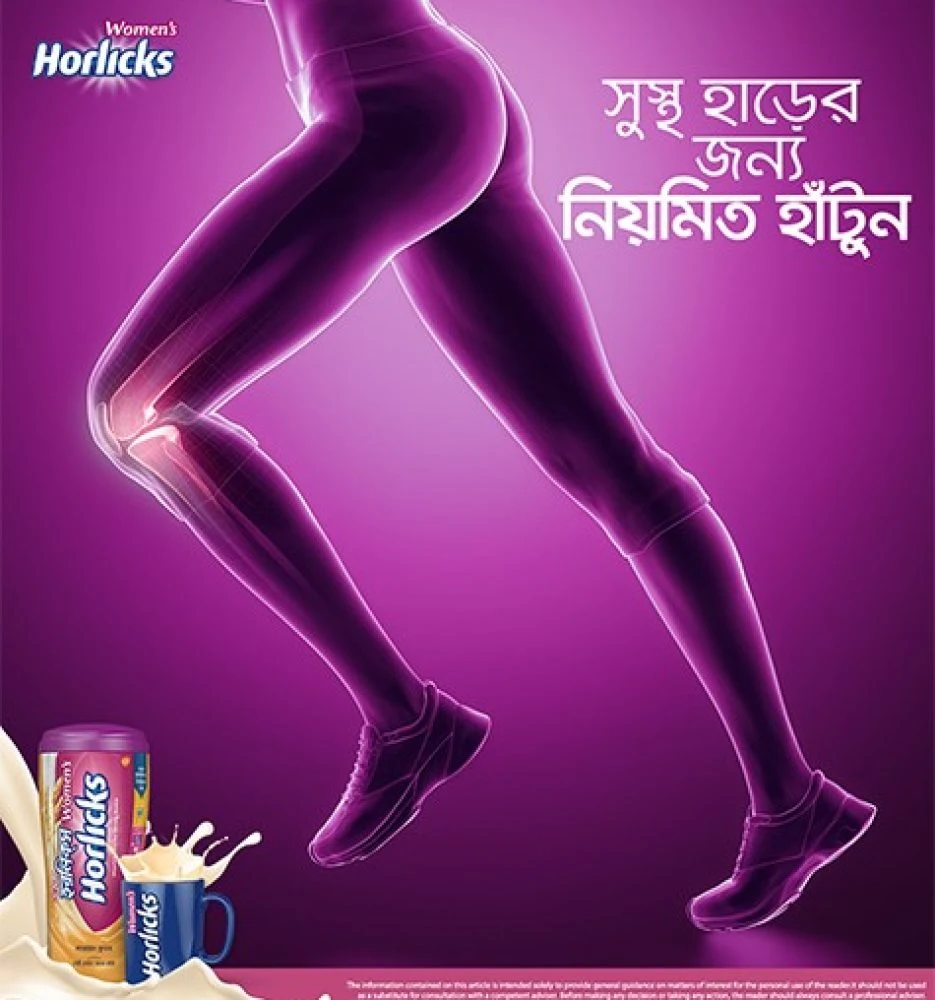 Women's
Horlicks
সুস্থ হাড়ের
জন্য
নিয়মিত হাঁটুন
Women's
হরলিক্স
Horlicks
Women's
Horlicks
The information contained on this article is intended solely to provide general guidance on matters of interest for the personal use of the reader.it should not be used
as a substitute for consultation with a competent adviser. Before making any decision or taking any action, the reader should always consult a professional adviser.